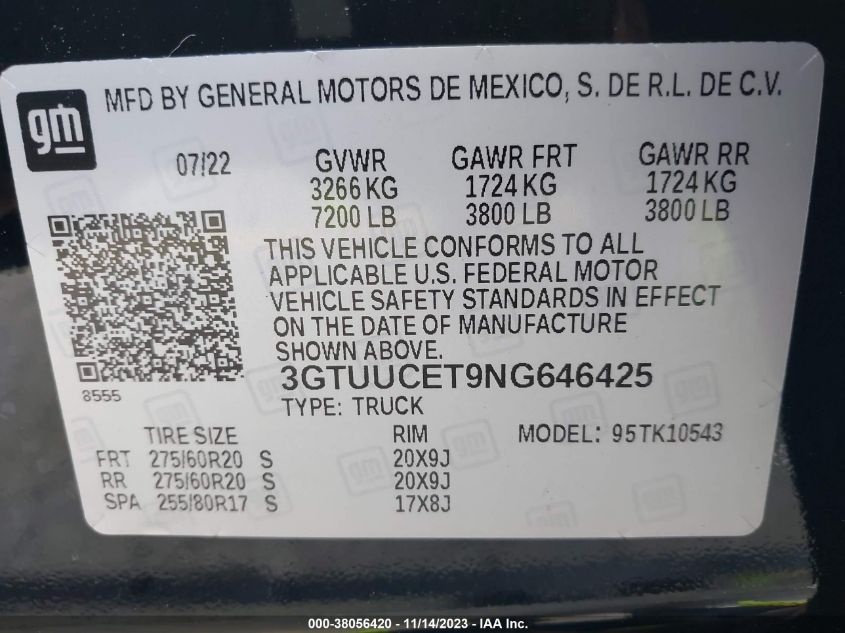 gm
MFD BY GENERAL MOTORS DE MEXICO, S. DE R.L. DE C.V.
07/22 GVWR GAWR FRT GAWR RR
3266 KG 1724 KG 1724 KG
7200 LB 3800 LB 3800 LB
THIS VEHICLE CONFORMS TO ALL
APPLICABLE U.S. FEDERAL MOTOR
VEHICLE SAFETY STANDARDS IN EFFECT
ON THE DATE OF MANUFACTURE
SHOWN ABOVE.
8555
3GTUUCET9NG646425
TYPE: TRUCK
TIRE SIZE RIM MODEL: 95TK10543
FRT 275/60R20 S 20X9J
RR 275/60R20 S 20X9J
SPA 255/80R17 S 17X8J
000-38056420 - 11/14/2023 - IAA Inc.